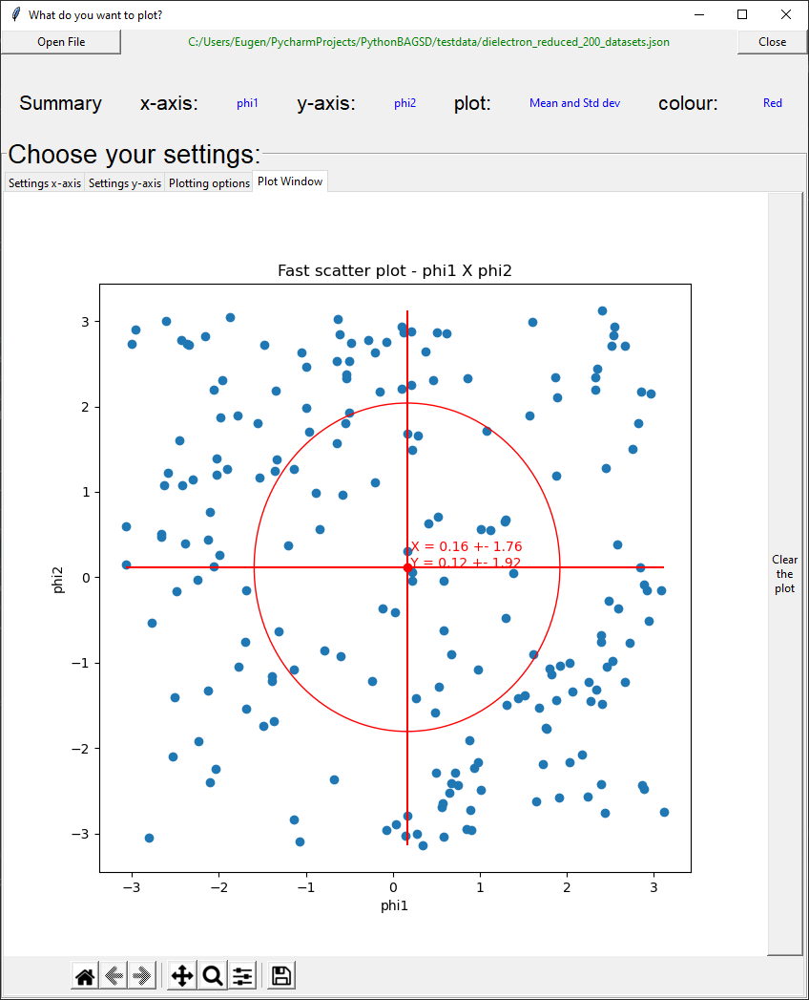 What do you want to plot?
Open File C:/Users/Eugen/PycharmProjects/PythonBAGSD/testdata/dielectron_reduced_200_datasets.json Close
Summary x-axis: phi1 y-axis: phi2 plot: Mean and Std dev colour: Red
Choose your settings:
Settings x-axis Settings y-axis Plotting options Plot Window
Fast scatter plot - phi1 X phi2
3
2
1
X = 0.16 +- 1.76
Y = 0.12 +- 1.92
0
−1
−2
−3
phi2
−3 −2 −1 0 1 2 3
phi1
Clear
the
plot